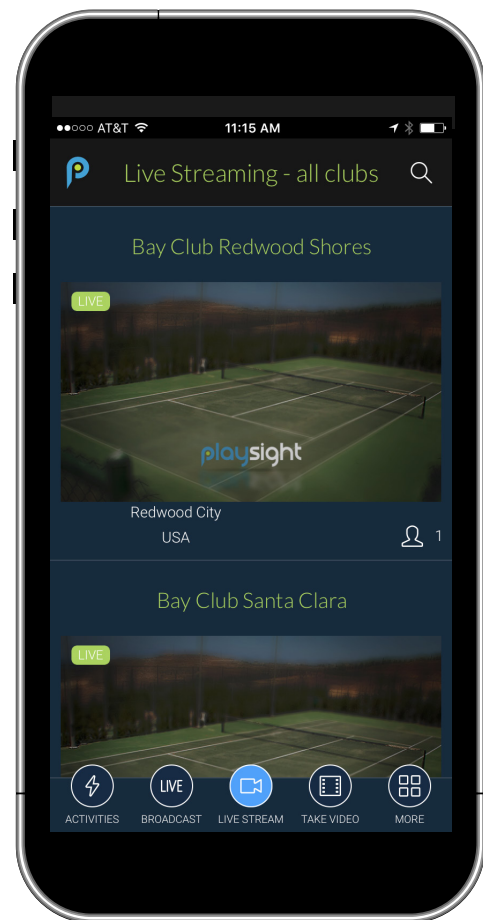 AT&T 11:15 AM
Live Streaming - all clubs
Bay Club Redwood Shores
LIVE
playsight
Redwood City
USA
1
Bay Club Santa Clara
LIVE
LIVE
ACTIVITIES BROADCAST LIVE STREAM TAKE VIDEO MORE